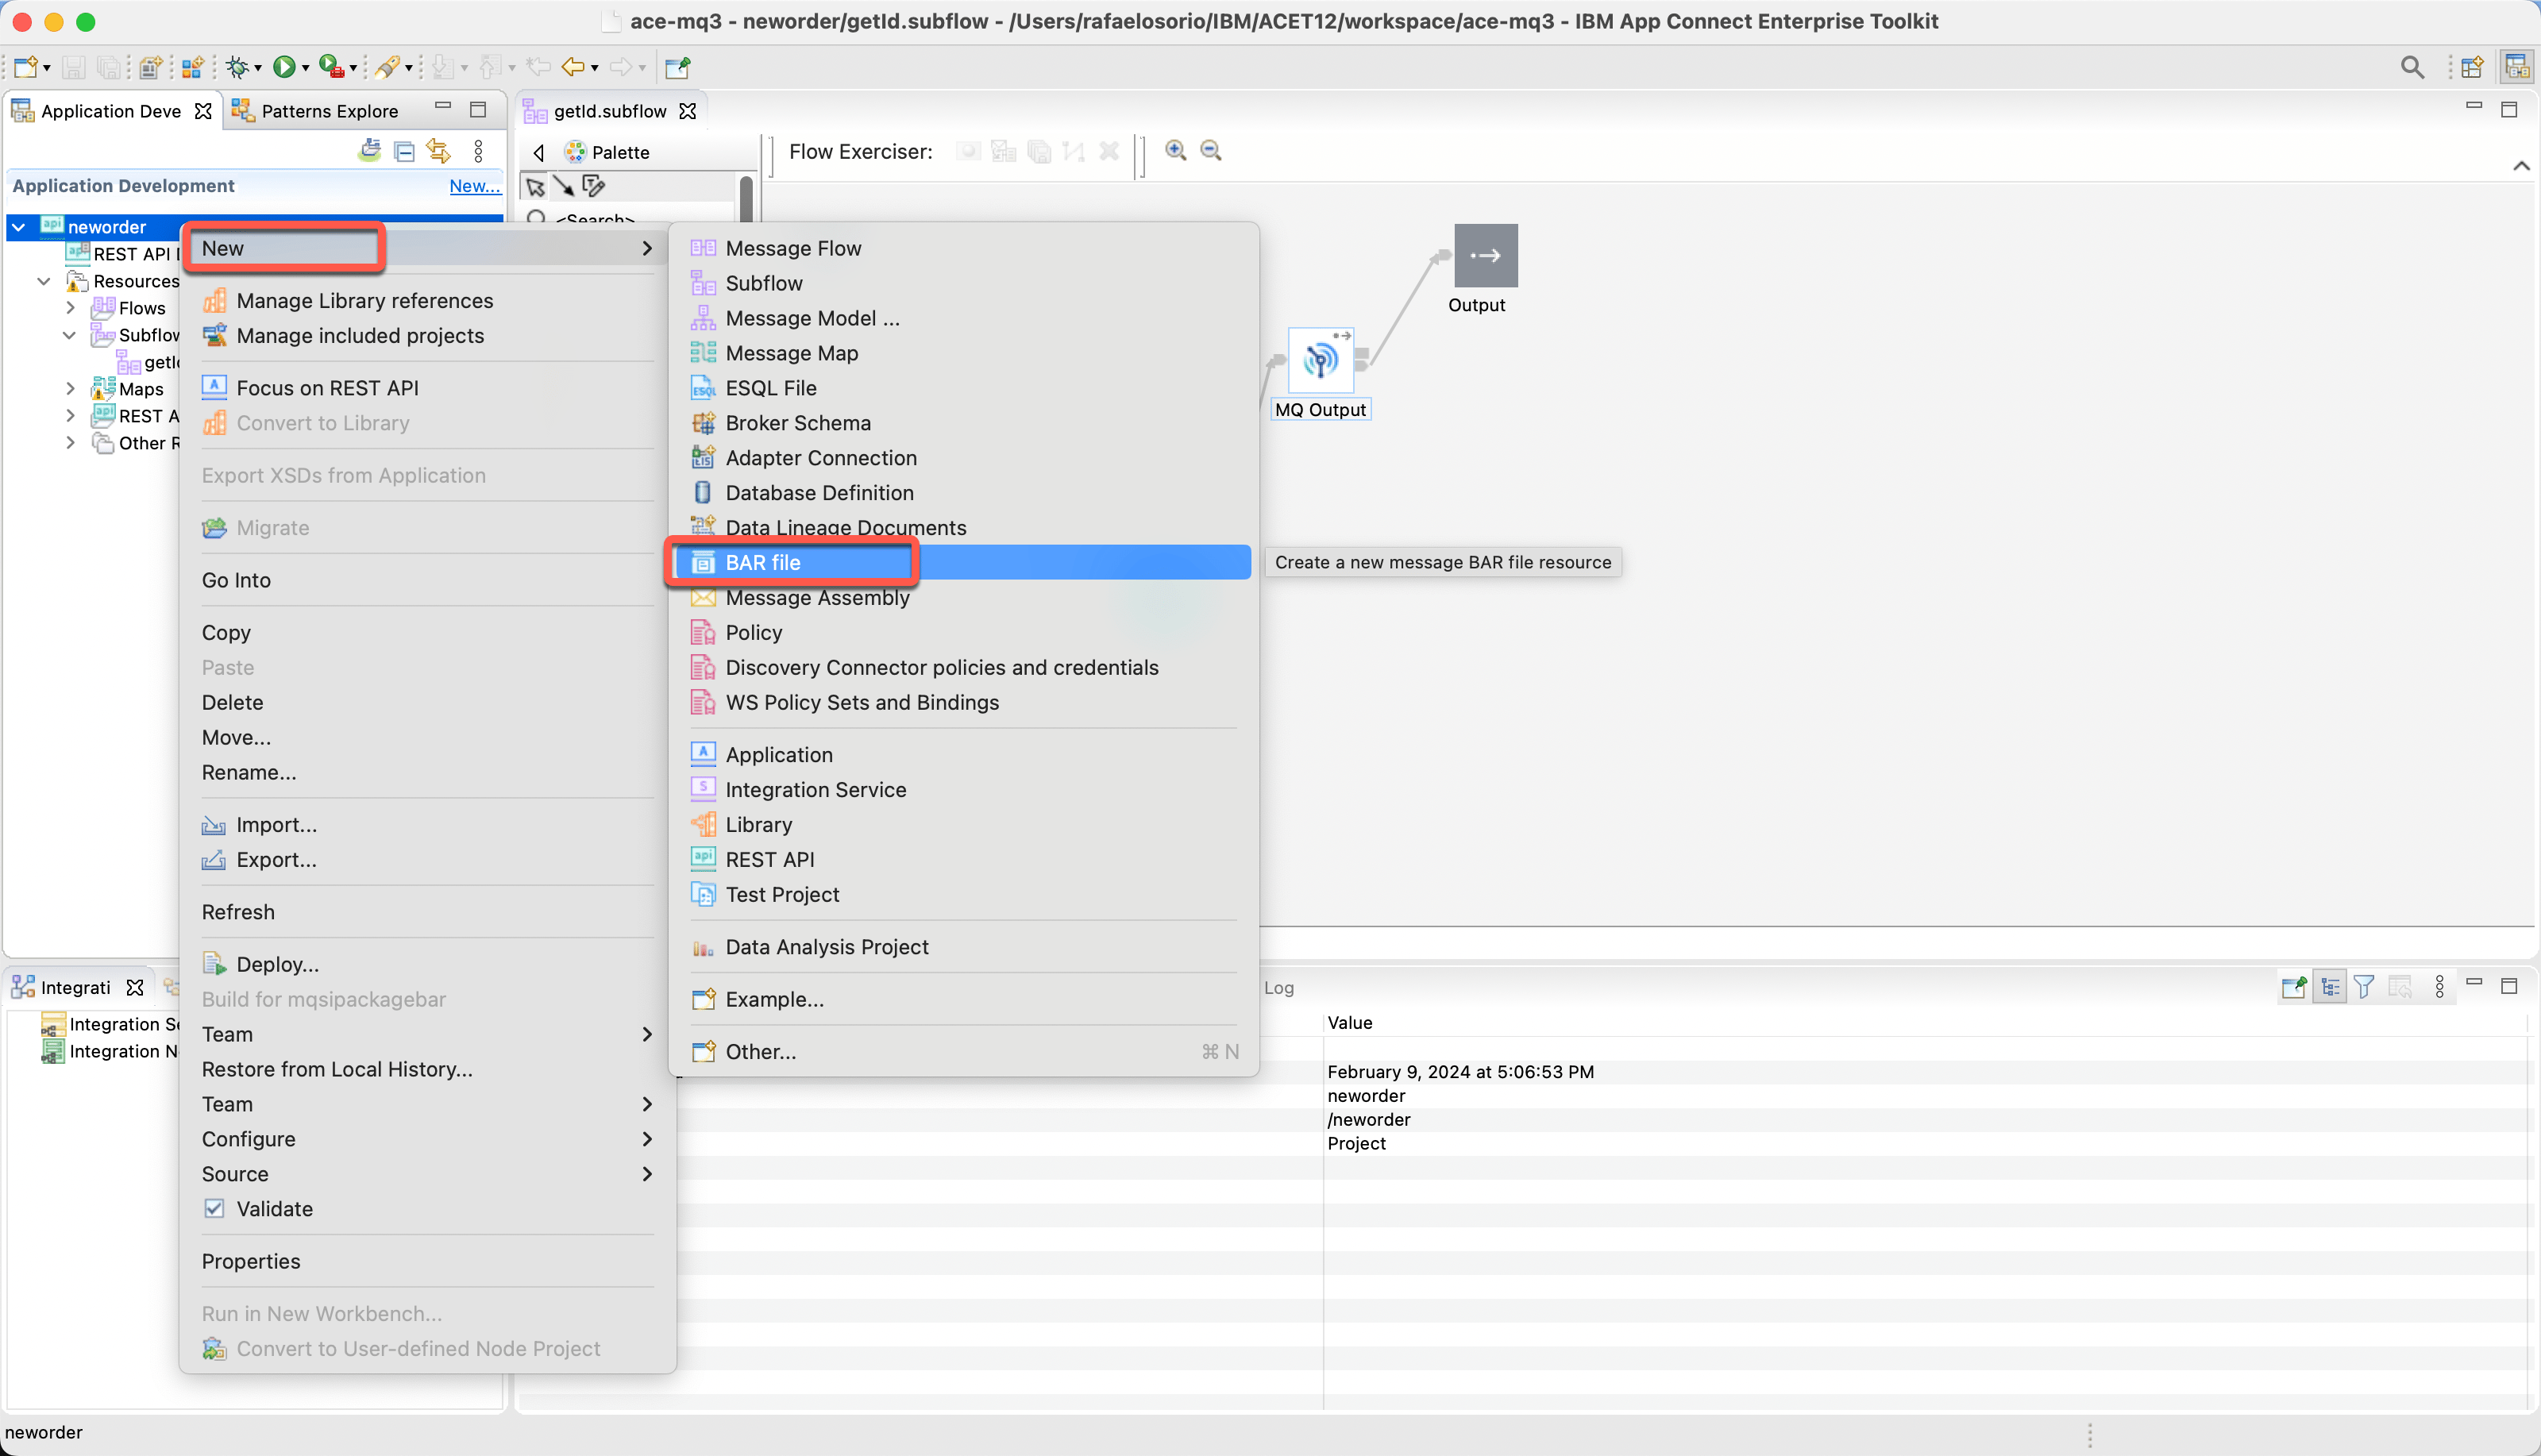 ace-mq3 - neworder/getId.subflow - /Users/rafaelosorio/IBM/ACET12/workspace/ace-mq3 - IBM App Connect Enterprise Toolkit
Application Deve
Patterns Explore
getId.subflow
Palette
Flow Exerciser:
Application Development
New...
<Search>
neworder
REST API
Resources
Flows
Subflow
getId
Maps
REST A
Other R
New
Manage Library references
Manage included projects
Focus on REST API
Convert to Library
Export XSDs from Application
Migrate
Go Into
Copy
Paste
Delete
Move...
Rename...
Import...
Export...
Refresh
Deploy...
Build for mqsipackagebar
Team
Restore from Local History...
Team
Configure
Source
Validate
Properties
Run in New Workbench...
Convert to User-defined Node Project
Message Flow
Subflow
Message Model ...
Message Map
ESQL File
Broker Schema
Adapter Connection
Database Definition
Data Lineage Documents
BAR file
Message Assembly
Policy
Discovery Connector policies and credentials
WS Policy Sets and Bindings
Application
Integration Service
Library
REST API
Test Project
Data Analysis Project
Example...
Other... ⌘ N
Create a new message BAR file resource
Output
MQ Output
Integrati
Integration Se
Integration N
Log
Value
February 9, 2024 at 5:06:53 PM
neworder
/neworder
Project
neworder